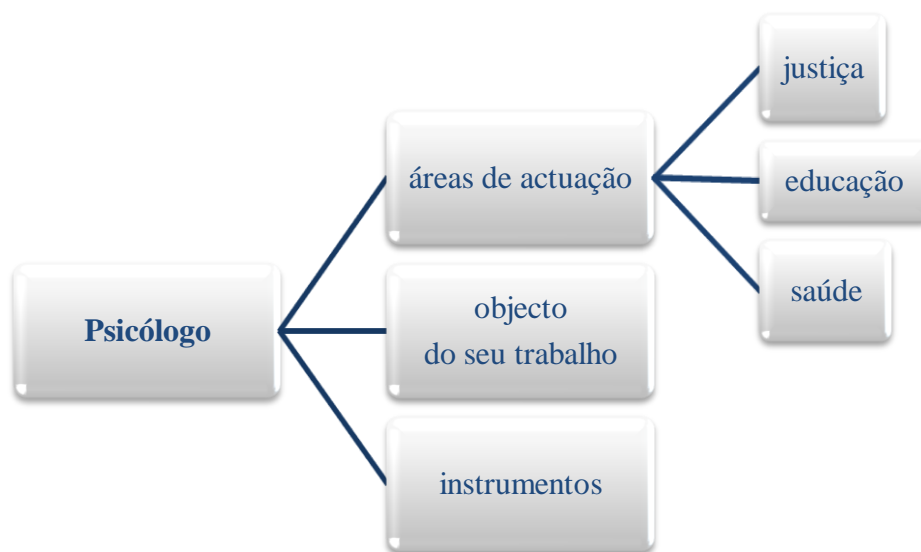 Psicólogo
áreas de actuação
justiça
educação
saúde
objecto
do seu trabalho
instrumentos